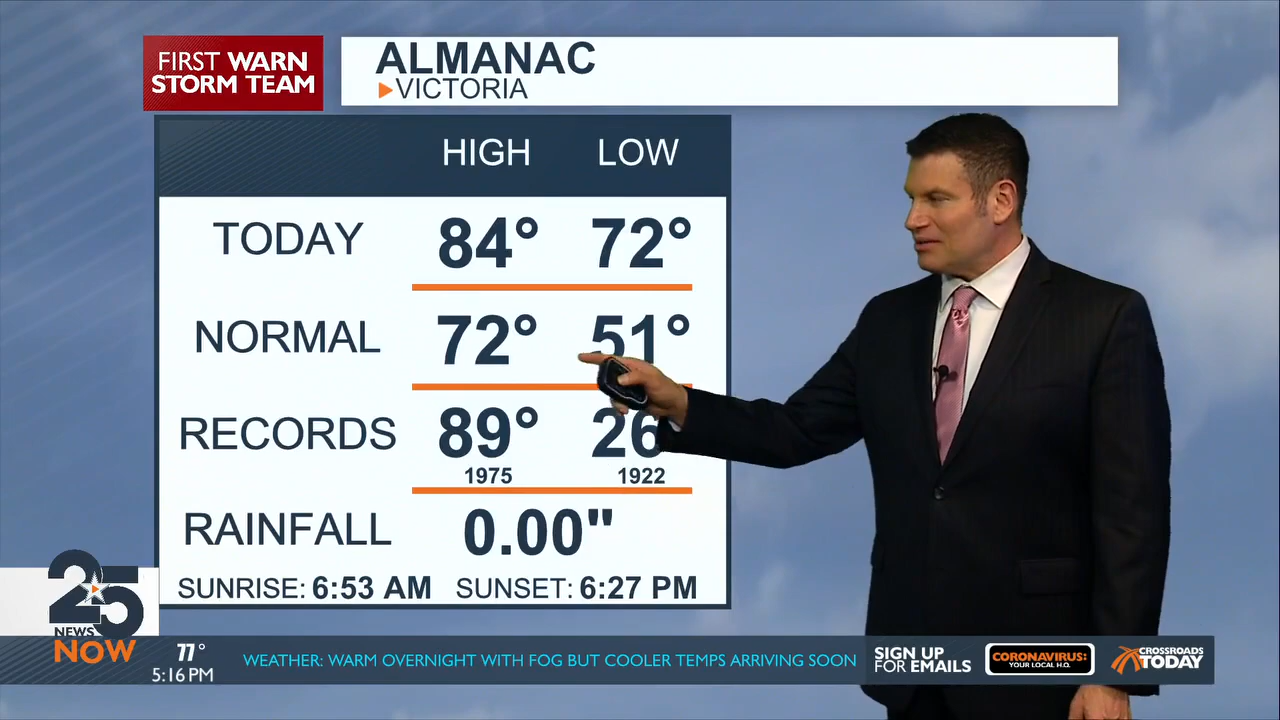 FIRST WARN
STORM TEAM
ALMANAC
VICTORIA
HIGH LOW
TODAY 84° 72°
NORMAL 72° 51°
RECORDS 89° 26
1975 1922
RAINFALL 0.00"
SUNRISE: 6:53 AM SUNSET: 6:27 PM
25
NEWS
NOW
77°
5:16 PM
WEATHER: WARM OVERNIGHT WITH FOG BUT COOLER TEMPS ARRIVING SOON
SIGN UP
FOR EMAILS
CORONAVIRUS:
YOUR LOCAL H.Q.
CROSSROADS
TODAY